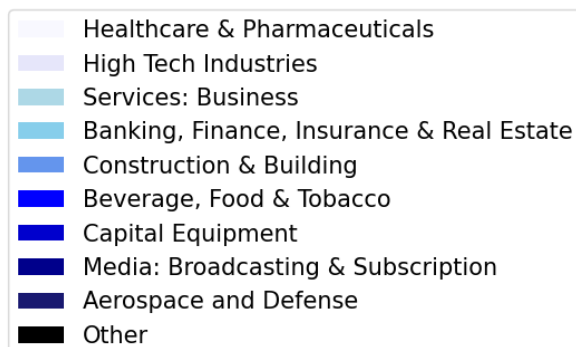 Healthcare & Pharmaceuticals
High Tech Industries
Services: Business
Banking, Finance, Insurance & Real Estate
Construction & Building
Beverage, Food & Tobacco
Capital Equipment
Media: Broadcasting & Subscription
Aerospace and Defense
Other